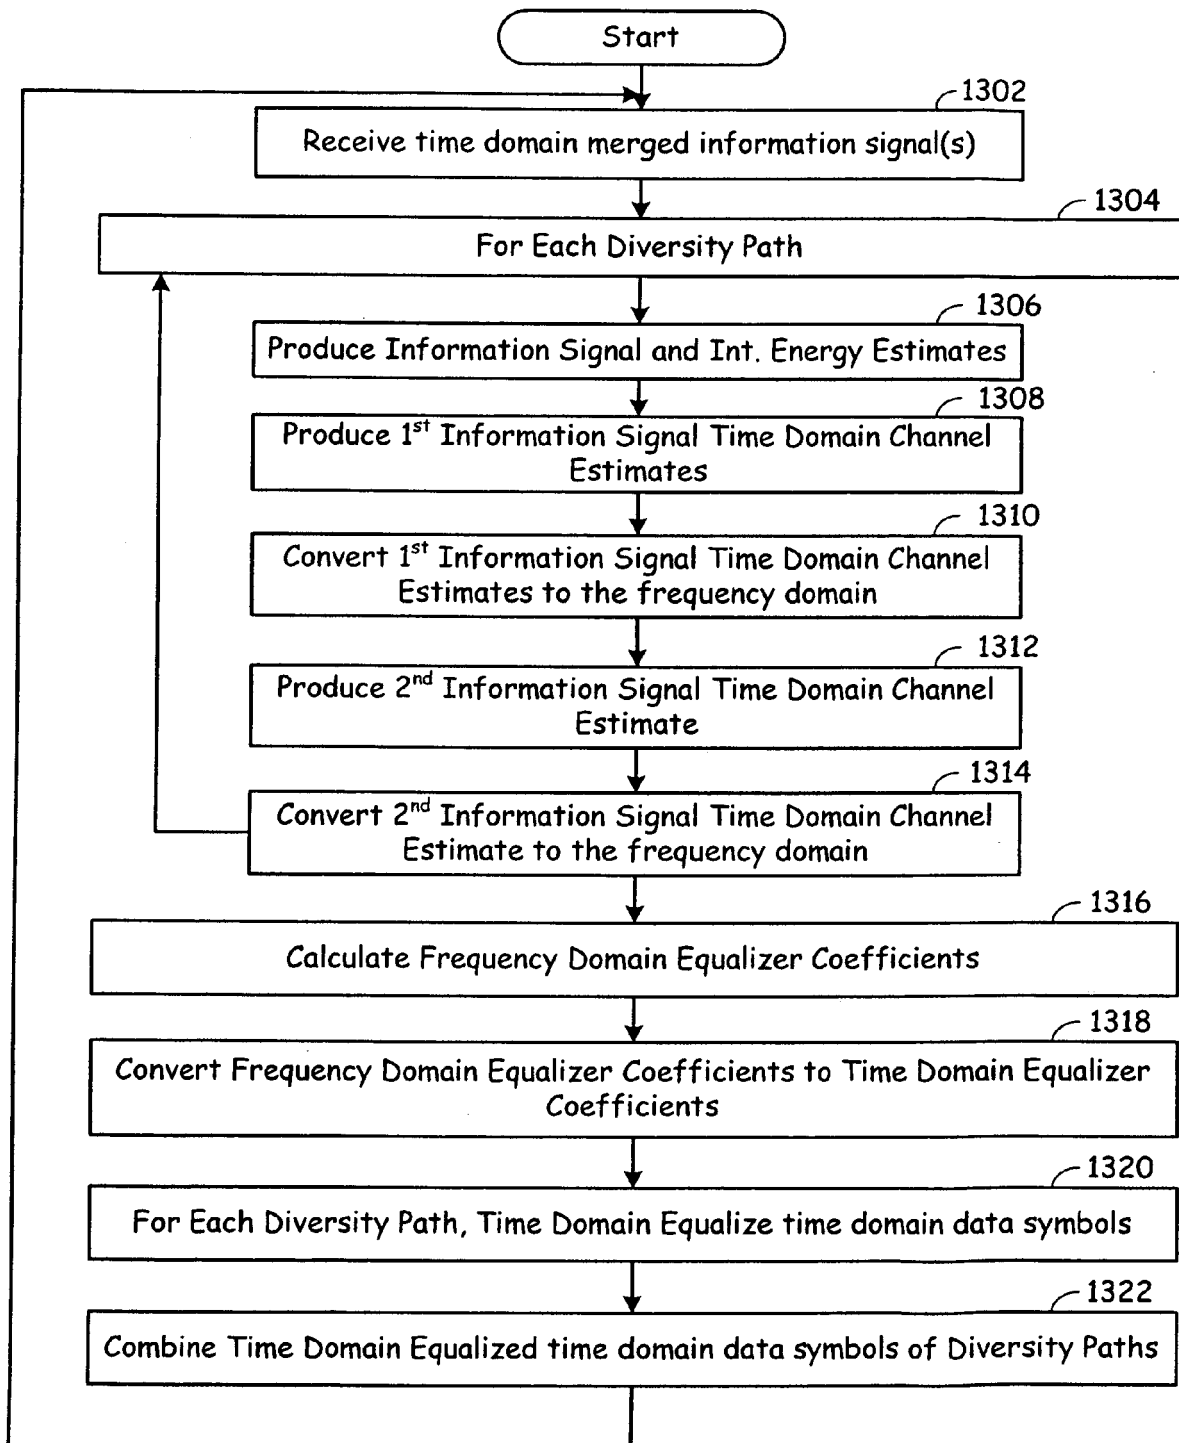 Start
1302
Receive time domain merged information signal(s)
1304
For Each Diversity Path
1306
Produce Information Signal and Int. Energy Estimates
1308
Produce 1st Information Signal Time Domain Channel
Estimates
1310
Convert 1st Information Signal Time Domain Channel
Estimates to the frequency domain
1312
Produce 2nd Information Signal Time Domain Channel
Estimate
1314
Convert 2nd Information Signal Time Domain Channel
Estimate to the frequency domain
1316
Calculate Frequency Domain Equalizer Coefficients
1318
Convert Frequency Domain Equalizer Coefficients to Time Domain Equalizer
Coefficients
1320
For Each Diversity Path, Time Domain Equalize time domain data symbols
1322
Combine Time Domain Equalized time domain data symbols of Diversity Paths